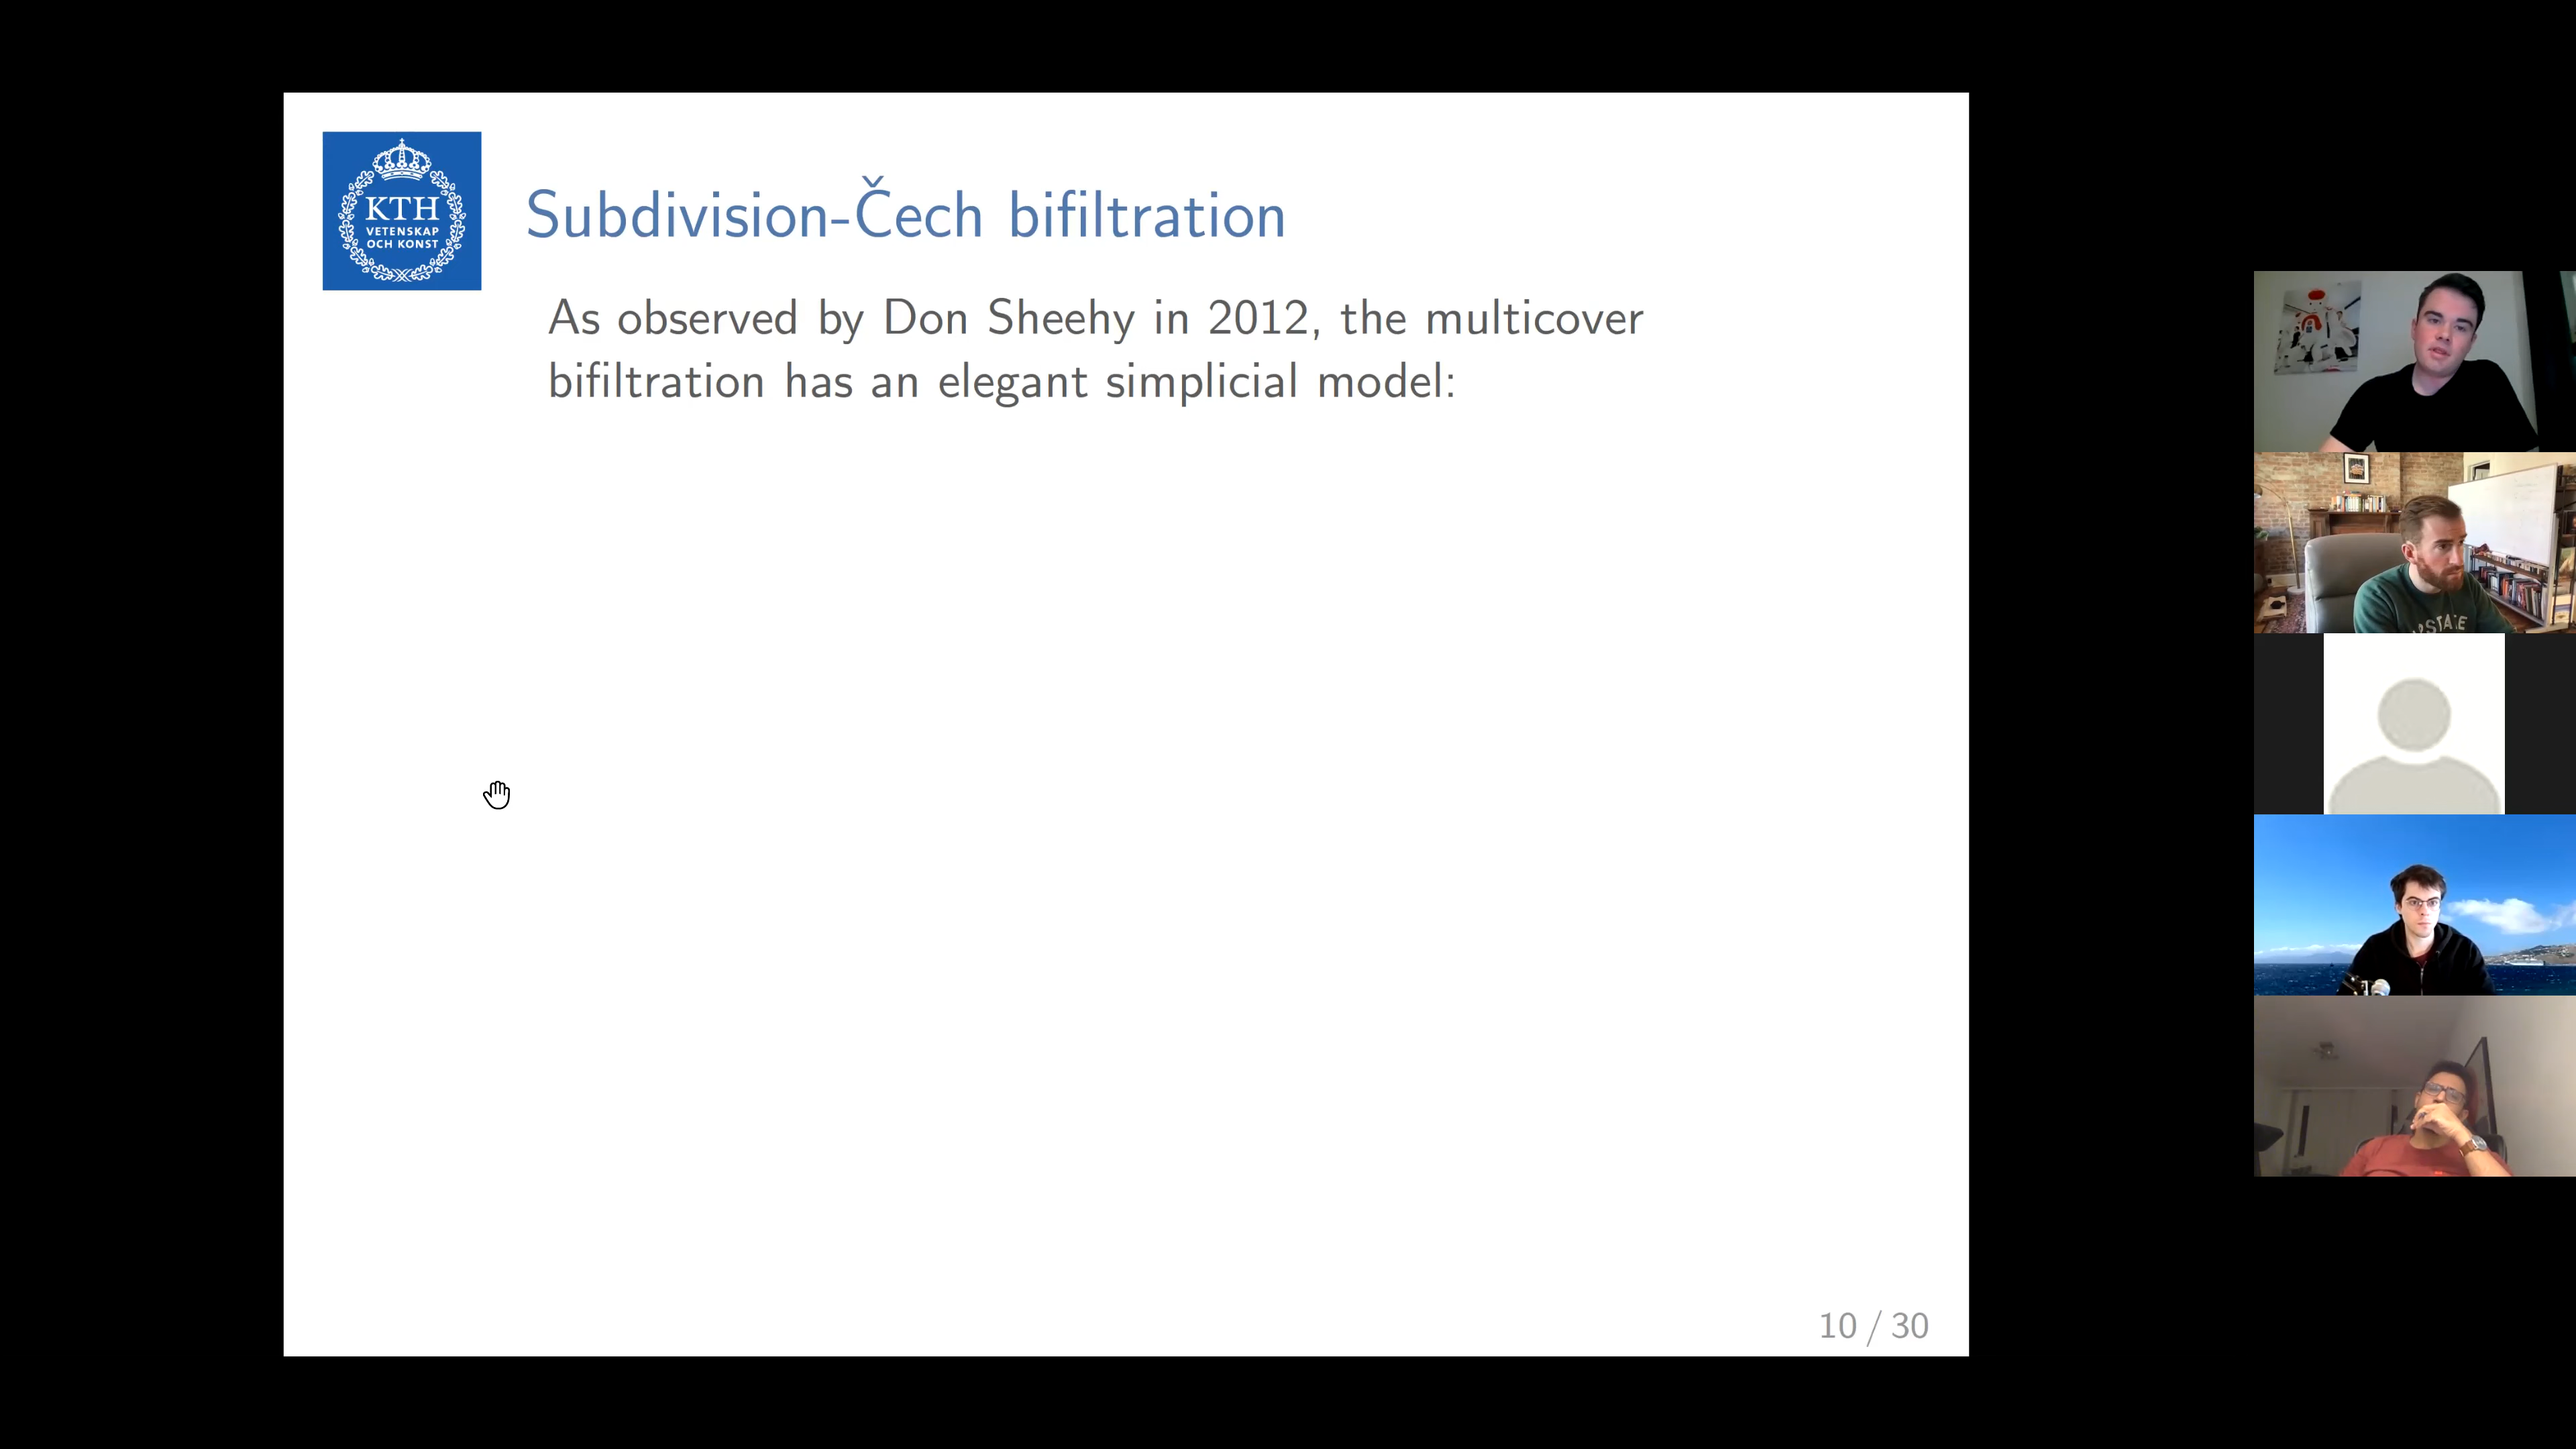 KTH
VETENSKAP
OCH KONST
Subdivision-Čech bifiltration
As observed by Don Sheehy in 2012, the multicover
bifiltration has an elegant simplicial model:
10 / 30